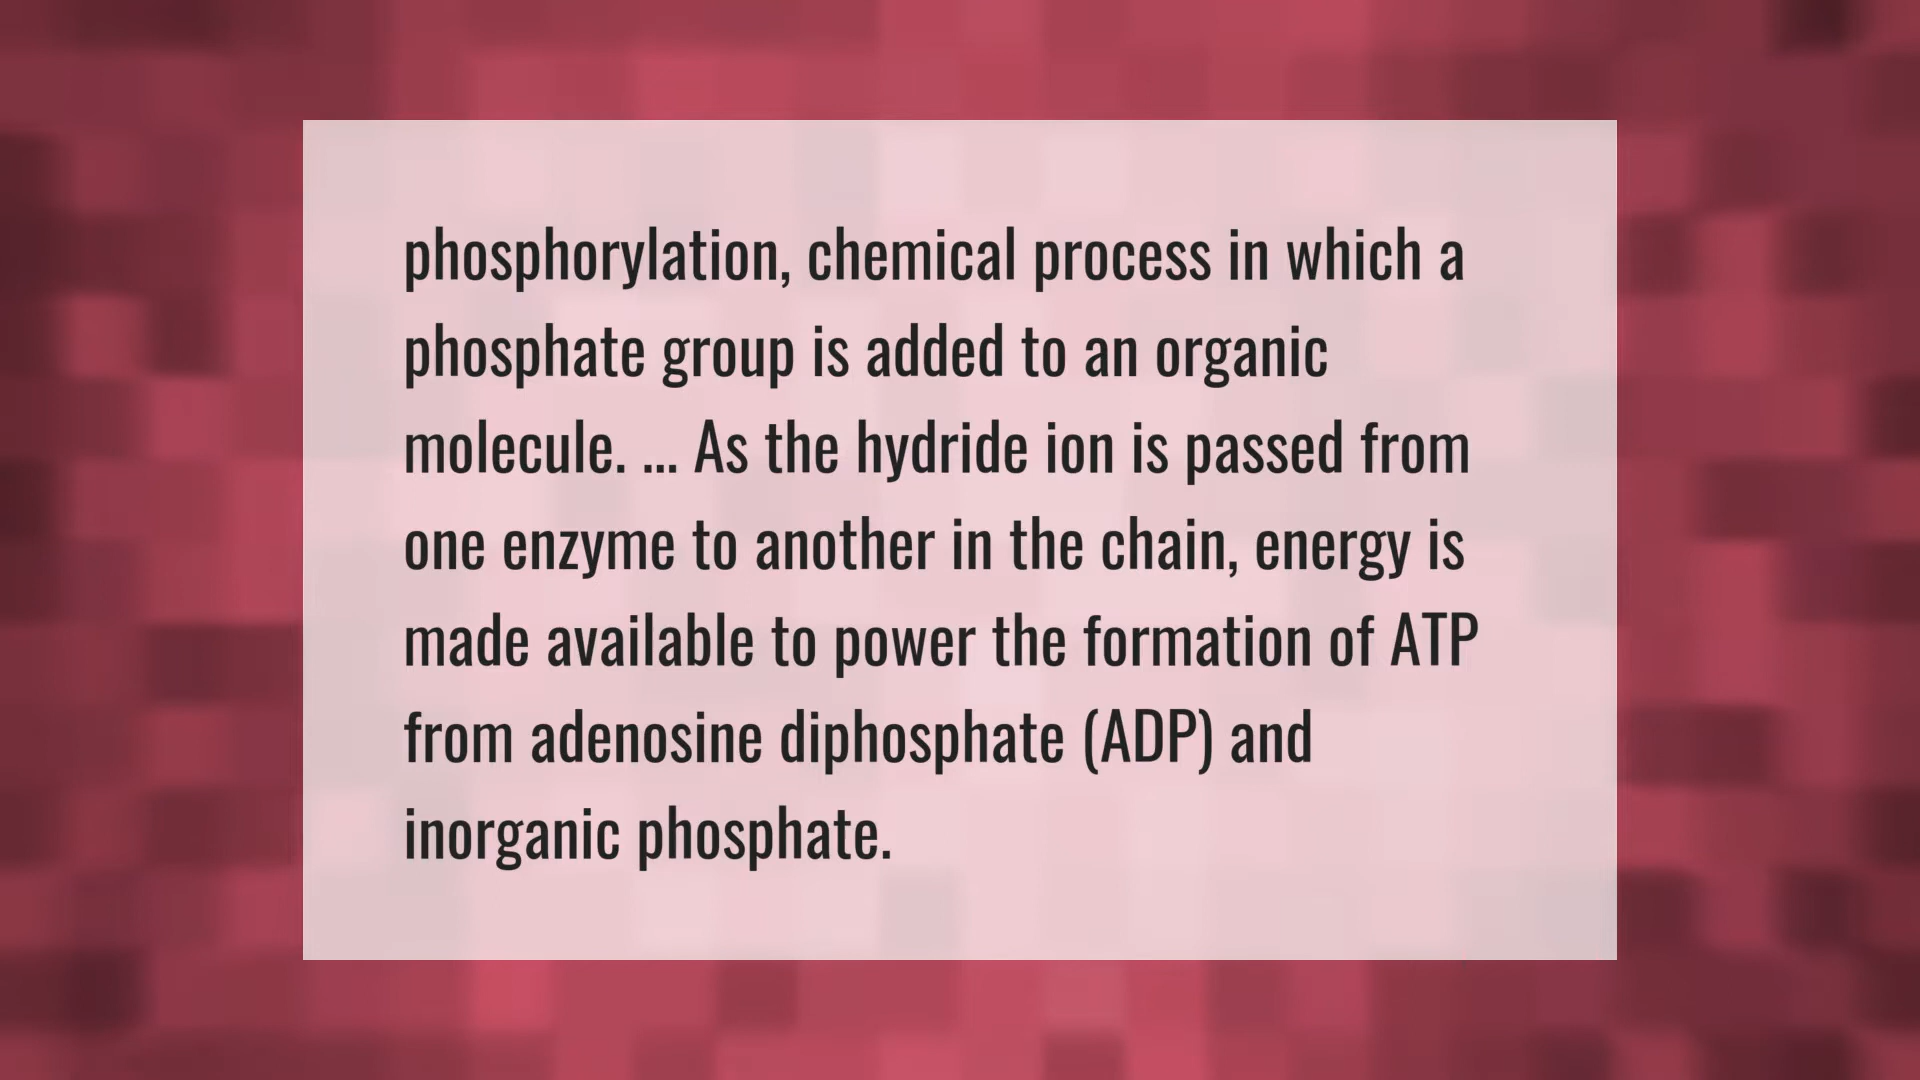 phosphorylation, chemical process in which a
phosphate group is added to an organic
molecule. ... As the hydride ion is passed from
one enzyme to another in the chain, energy is
made available to power the formation of ATP
from adenosine diphosphate (ADP) and
inorganic phosphate.